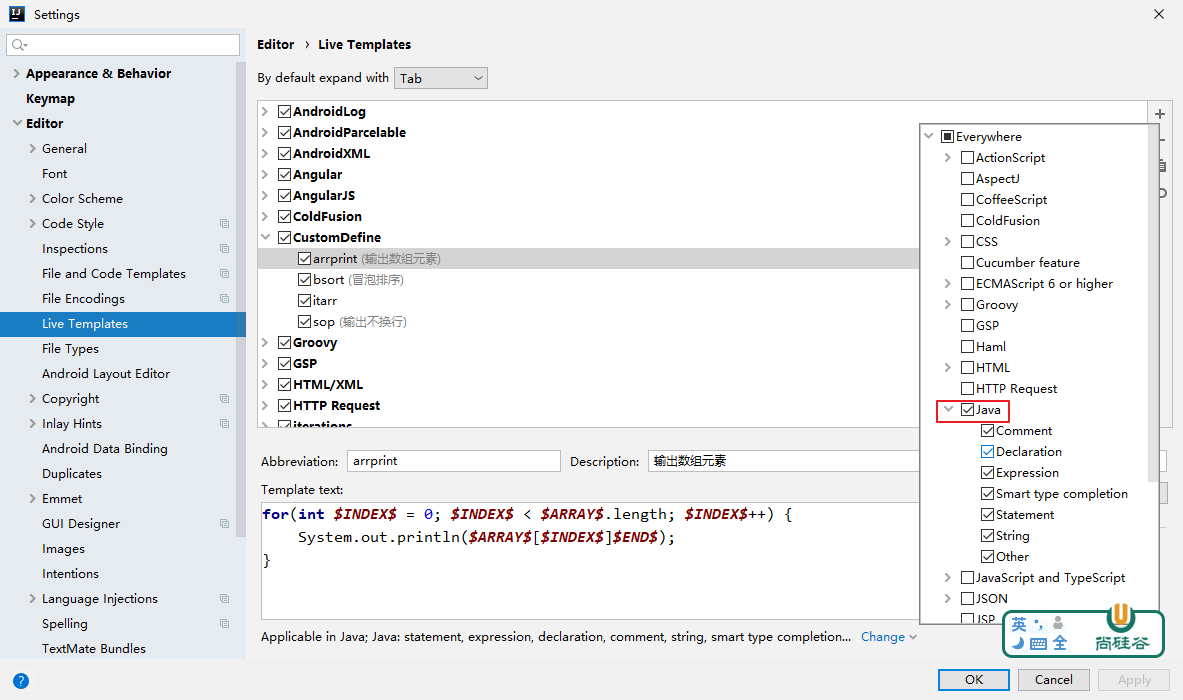 Settings
Appearance & Behavior
Keymap
Editor
General
Font
Color Scheme
Code Style
Inspections
File and Code Templates
File Encodings
Live Templates
File Types
Android Layout Editor
Copyright
Inlay Hints
Android Data Binding
Duplicates
Emmet
GUI Designer
Images
Intentions
Language Injections
Spelling
TextMate Bundles
Editor › Live Templates
By default expand with Tab
AndroidLog
AndroidParcelable
AndroidXML
Angular
AngularJS
ColdFusion
CustomDefine
arrprint (输出数组元素)
bsort (冒泡排序)
itarr
sop (输出不换行)
Groovy
GSP
HTML/XML
HTTP Request
iterations
Abbreviation: arrprint Description: 输出数组元素
Template text:
for(int $INDEX$ = 0; $INDEX$ < $ARRAY$.length; $INDEX$++) {
System.out.println($ARRAY$[$INDEX$]$END$);
}
Applicable in Java; Java: statement, expression, declaration, comment, string, smart type completion... Change
Everywhere
ActionScript
AspectJ
CoffeeScript
ColdFusion
CSS
Cucumber feature
ECMAScript 6 or higher
Groovy
GSP
Haml
HTML
HTTP Request
Java
Comment
Declaration
Expression
Smart type completion
Statement
String
Other
JavaScript and TypeScript
JSON
JSP
英
全
尚硅谷
? OK Cancel Apply